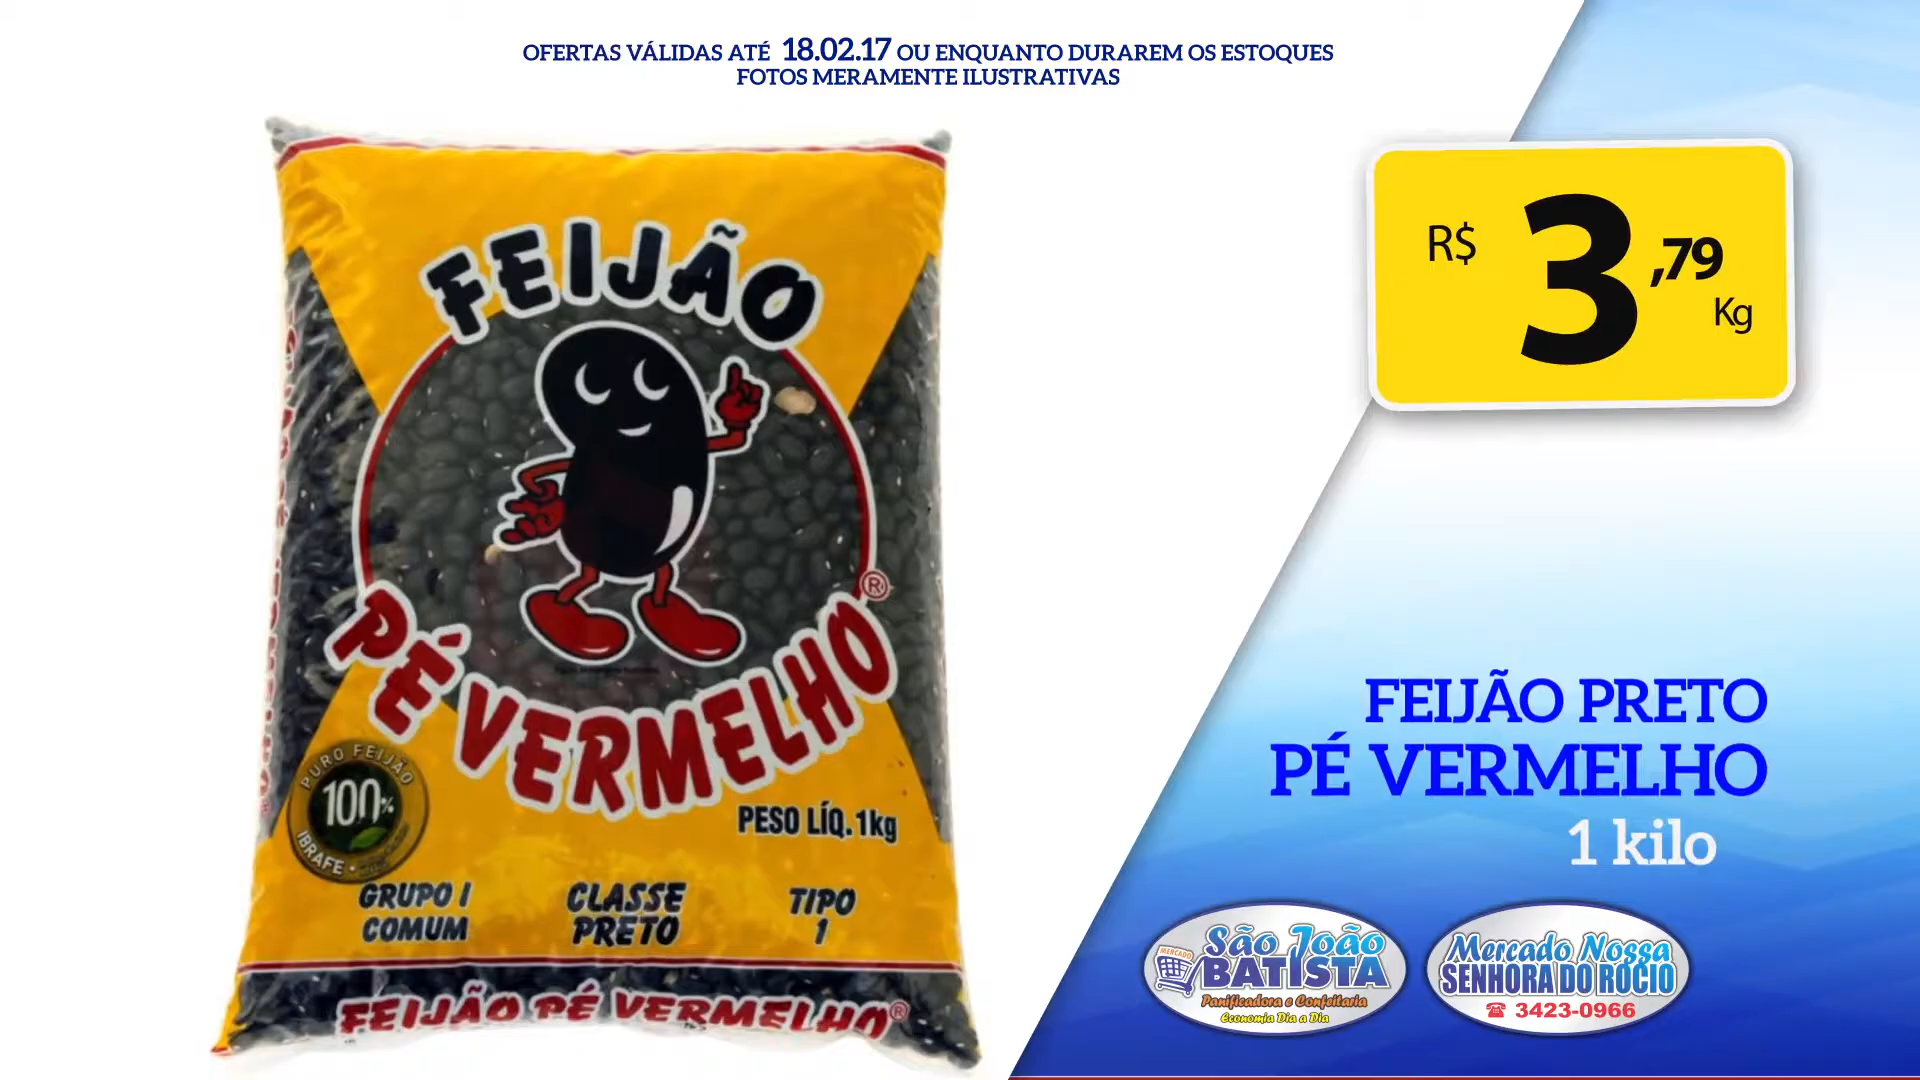 OFERTAS VÁLIDAS ATÉ 18.02.17 OU ENQUANTO DURAREM OS ESTOQUES
FOTOS MERAMENTE ILUSTRATIVAS
FEIJÃO
PÉ VERMELHO®
PURO FEIJÃO
100%
IBRAFE
PESO LÍQ. 1kg
GRUPO I
COMUM
CLASSE
PRETO
TIPO
1
FEIJÃO PÉ VERMELHO®
R$ 3,79
Kg
FEIJÃO PRETO
PÉ VERMELHO
1 kilo
MERCADO
São João
BATISTA
Panificadora e Confeitaria
Economia Dia a Dia
Mercado Nossa
SENHORA DO ROCIO
☎ 3423-0966